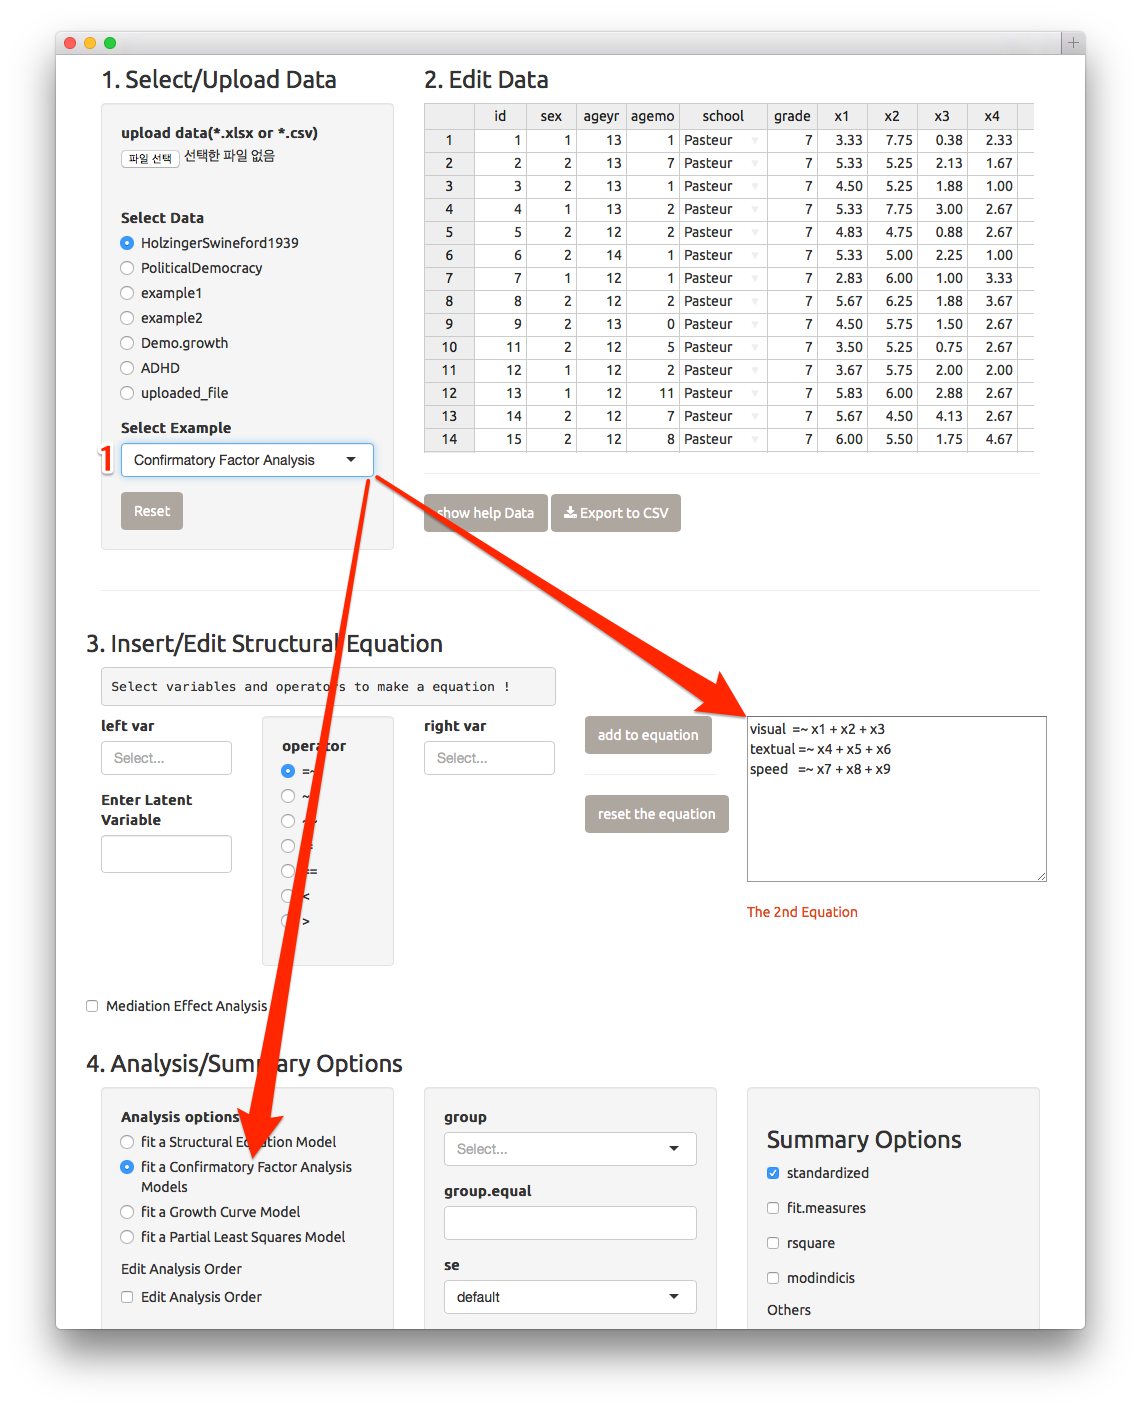 1. Select/Upload Data
upload data(*.xlsx or *.csv)
파일 선택 선택한 파일 없음
Select Data
HolzingerSwineford1939
PoliticalDemocracy
example1
example2
Demo.growth
ADHD
uploaded_file
Select Example
1
Confirmatory Factor Analysis
Reset
2. Edit Data
id sex ageyr agemo school grade x1 x2 x3 x4
1 1 1 13 1 Pasteur 7 3.33 7.75 0.38 2.33
2 2 2 13 7 Pasteur 7 5.33 5.25 2.13 1.67
3 3 2 13 1 Pasteur 7 4.50 5.25 1.88 1.00
4 4 1 13 2 Pasteur 7 5.33 7.75 3.00 2.67
5 5 2 12 2 Pasteur 7 4.83 4.75 0.88 2.67
6 6 2 14 1 Pasteur 7 5.33 5.00 2.25 1.00
7 7 1 12 1 Pasteur 7 2.83 6.00 1.00 3.33
8 8 2 12 2 Pasteur 7 5.67 6.25 1.88 3.67
9 9 2 13 0 Pasteur 7 4.50 5.75 1.50 2.67
10 11 2 12 5 Pasteur 7 3.50 5.25 0.75 2.67
11 12 1 12 2 Pasteur 7 3.67 5.75 2.00 2.00
12 13 1 12 11 Pasteur 7 5.83 6.00 2.88 2.67
13 14 2 12 7 Pasteur 7 5.67 4.50 4.13 2.67
14 15 2 12 8 Pasteur 7 6.00 5.50 1.75 4.67
show help Data Export to CSV
3. Insert/Edit Structural Equation
Select variables and operators to make a equation !
left var
Select...
Enter Latent
Variable
operator
=~
~
==
<
>
right var
Select...
add to equation
reset the equation
visual =~ x1 + x2 + x3
textual =~ x4 + x5 + x6
speed =~ x7 + x8 + x9
The 2nd Equation
Mediation Effect Analysis
4. Analysis/Summary Options
Analysis options
fit a Structural Equation Model
fit a Confirmatory Factor Analysis
Models
fit a Growth Curve Model
fit a Partial Least Squares Model
Edit Analysis Order
Edit Analysis Order
group
Select...
group.equal
se
default
Summary Options
standardized
fit.measures
rsquare
modindicis
Others